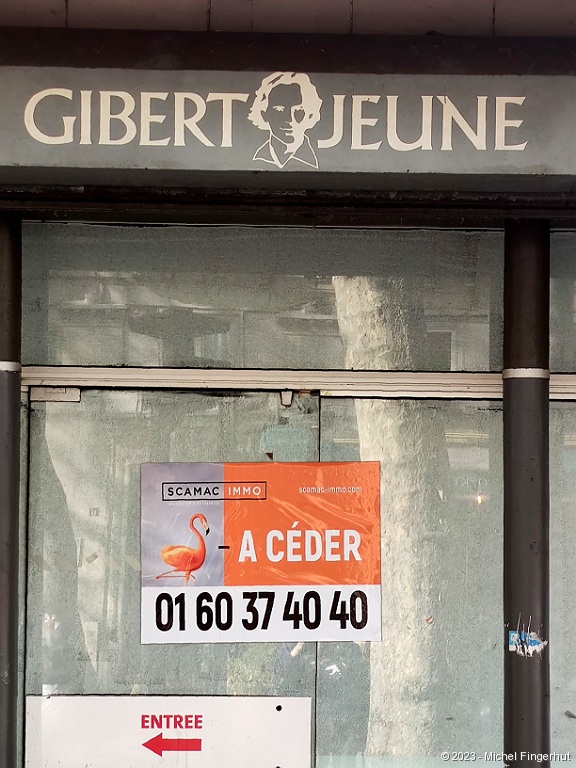 GIBERT JEUNE
SCAMAC IMMO
scamac-immo.com
- A CÉDER
01 60 37 40 40
ENTREE
© 2023 - Michel Fingerhut